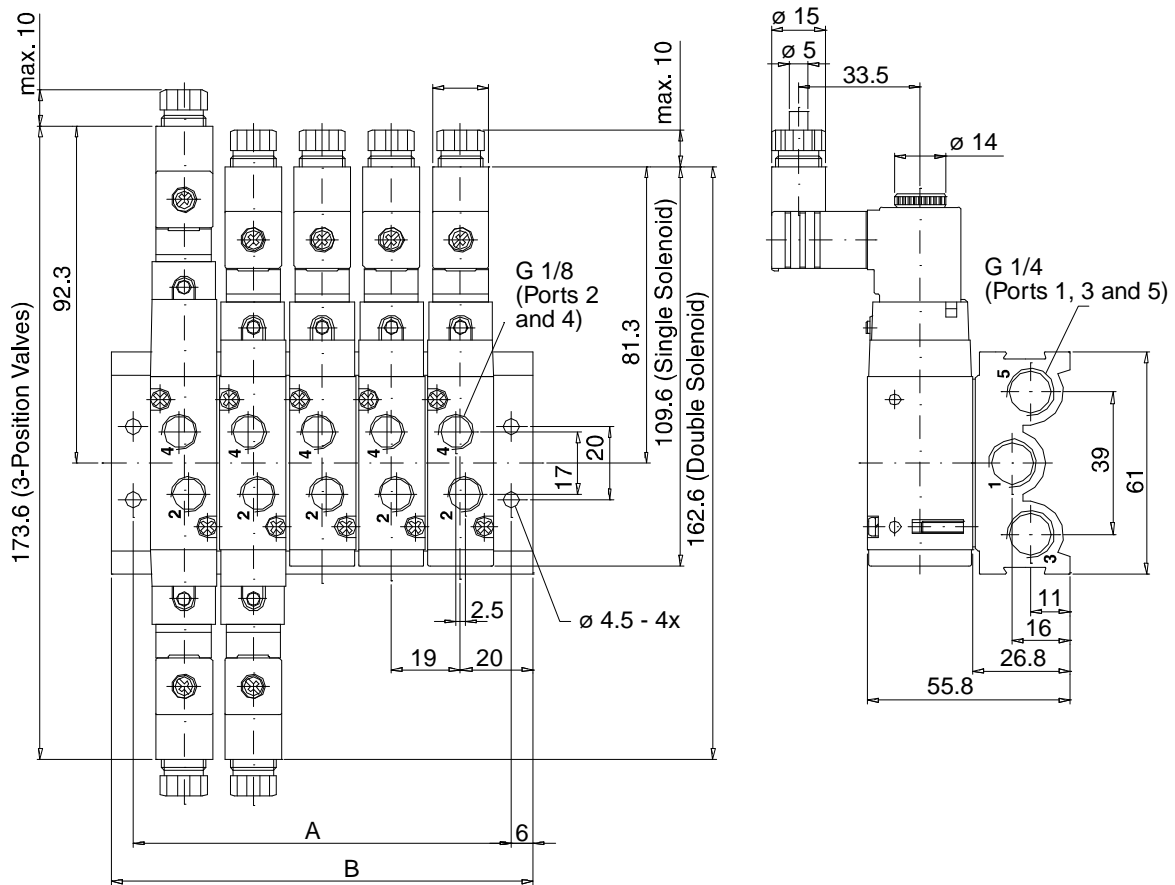 max. 10
173.6 (3-Position Valves)
92.3
G 1/8
(Ports 2
and 4)
max. 10
81.3
109.6 (Single Solenoid)
162.6 (Double Solenoid)
4
4
4
4
4
2
2
2
2
2
17
20
2.5
ø 4.5 - 4x
19
20
A
6
B
ø 15
ø 5
33.5
ø 14
G 1/4
(Ports 1, 3 and 5)
5
1
3
39
61
11
16
26.8
55.8